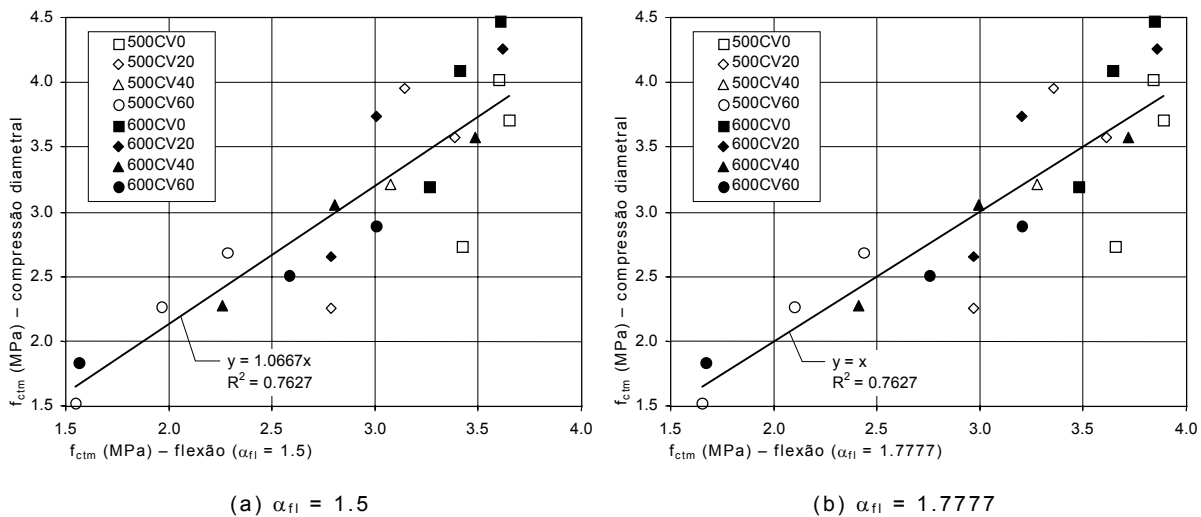 4.5
4.0
3.5
3.0
2.5
2.0
1.5
f_ctm (MPa) – compressão diametral
500CV0
500CV20
500CV40
500CV60
600CV0
600CV20
600CV40
600CV60
y = 1.0667x
R² = 0.7627
1.5 2.0 2.5 3.0 3.5 4.0
f_ctm (MPa) – flexão (α_fl = 1.5)
(a) α_fl = 1.5
4.5
4.0
3.5
3.0
2.5
2.0
1.5
f_ctm (MPa) – compressão diametral
500CV0
500CV20
500CV40
500CV60
600CV0
600CV20
600CV40
600CV60
y = x
R² = 0.7627
1.5 2.0 2.5 3.0 3.5 4.0
f_ctm (MPa) – flexão (α_fl = 1.7777)
(b) α_fl = 1.7777